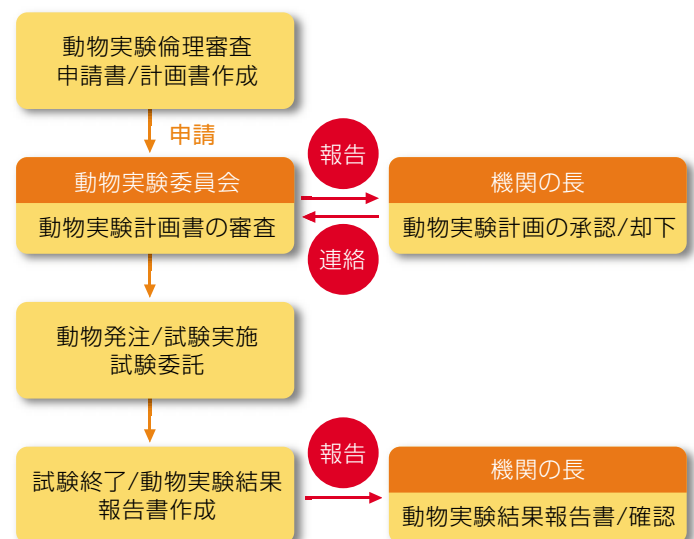 動物実験倫理審査
申請書/計画書作成
申請
報告
動物実験委員会
動物実験計画書の審査
機関の長
動物実験計画の承認/却下
連絡
動物発注/試験実施
試験委託
試験終了/動物実験結果
報告書作成
報告
機関の長
動物実験結果報告書/確認